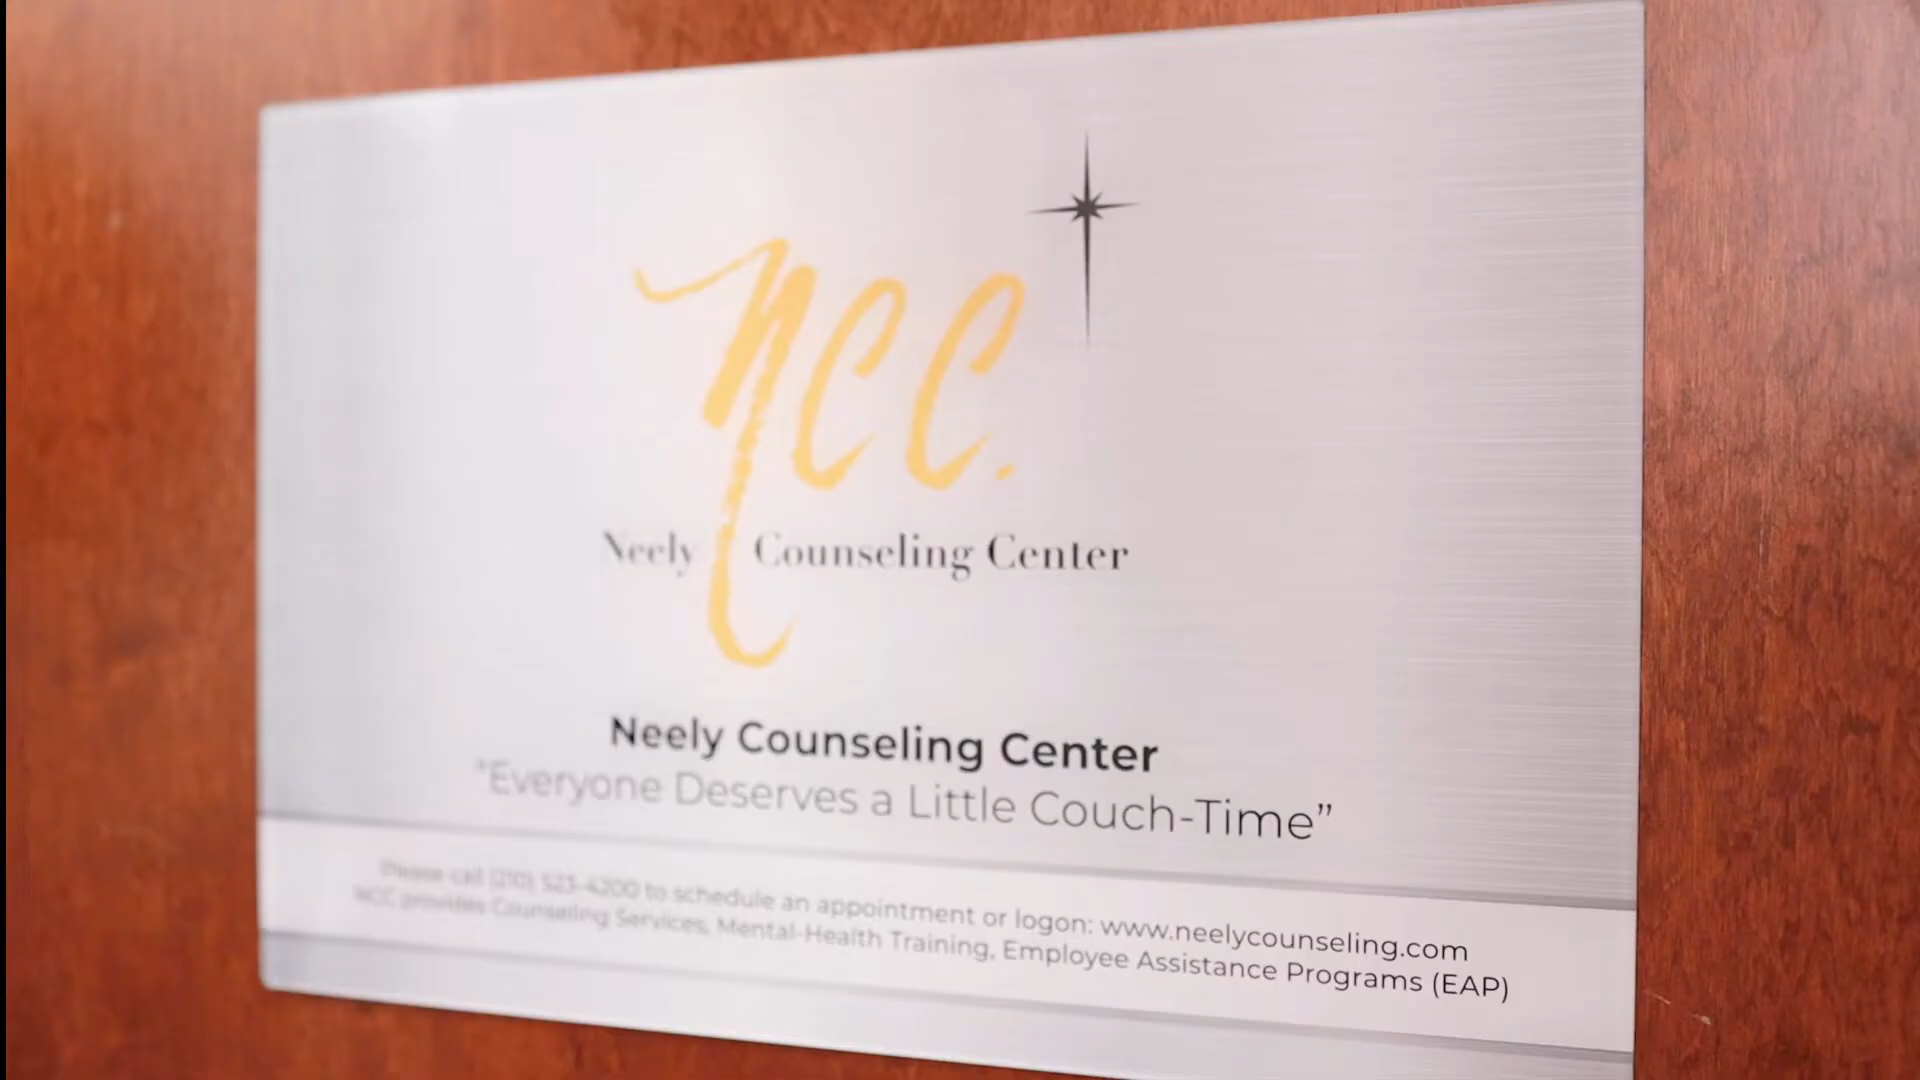 NCC.
Neely Counseling Center
Neely Counseling Center
"Everyone Deserves a Little Couch-Time”
Please call (210) 523-4200 to schedule an appointment or logon: www.neelycounseling.com
NCC provides Counseling Services, Mental-Health Training, Employee Assistance Programs (EAP)